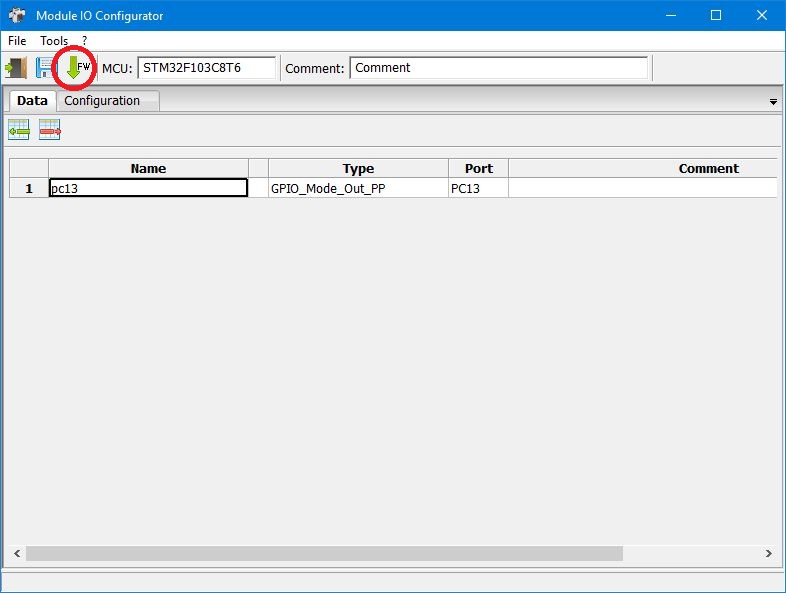 Module IO Configurator
File Tools ?
FW MCU: STM32F103C8T6 Comment: Comment
Data Configuration
Name Type Port Comment
1 pc13 GPIO_Mode_Out_PP PC13